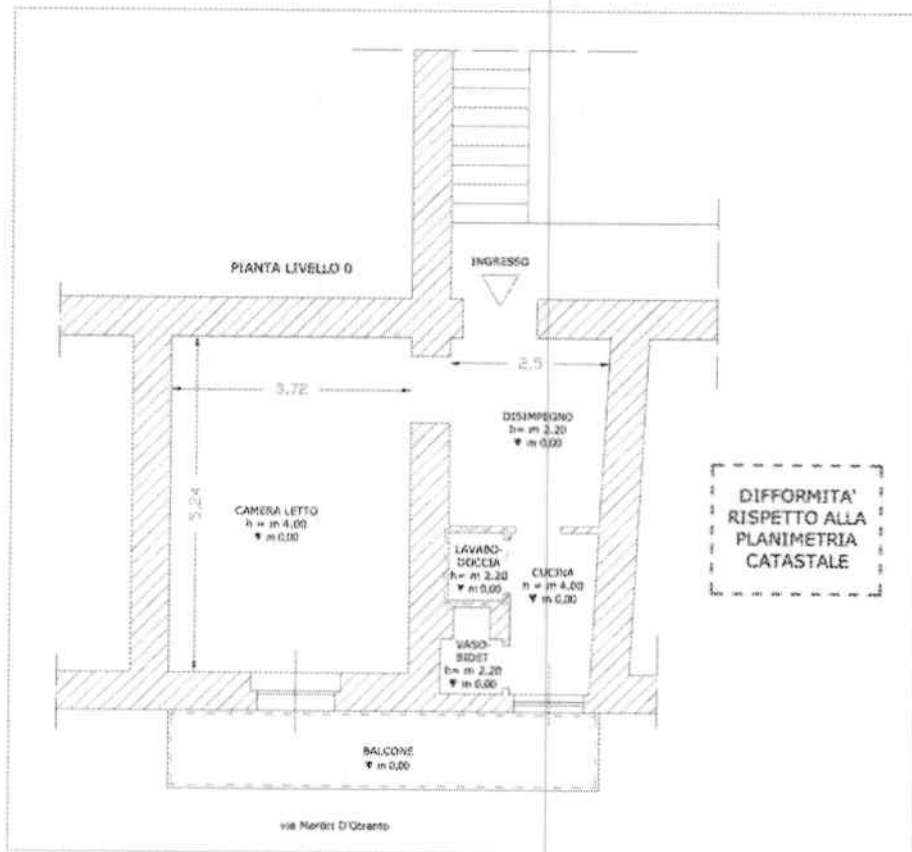 PIANTA LIVELLO 0
INGRESSO
2,5
3,72
5,24
DISIMPEGNO
h= m 2.20
m 0,00
CAMERA LETTO
h = m 4,00
m 0,00
LAVABO-
DOCCIA
h= m 2.20
m 0,00
CUCINA
h = m 4,00
m 0,00
VASO-
BIDET
h= m 2.20
m 0,00
DIFFORMITA'
RISPETTO ALLA
PLANIMETRIA
CATASTALE
BALCONE
m 0,00
via D'Otranto